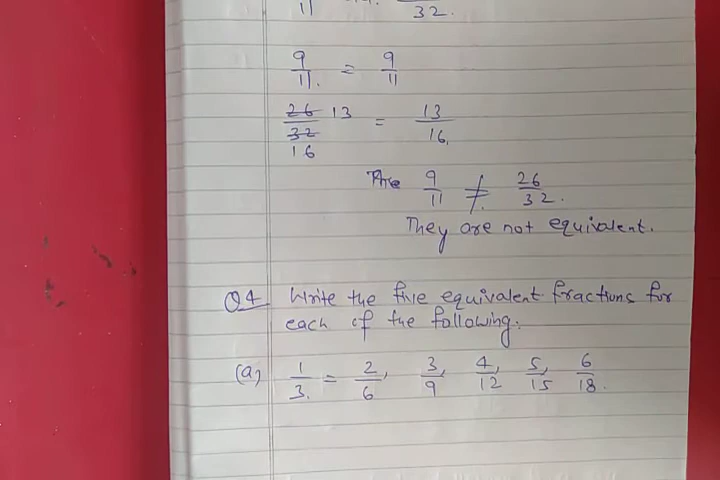 11 32.
9/11. = 9/11
26/32 13/16 = 13/16.
9/11 ≠ 26/32.
They are not equivalent.
Q4 Write the five equivalent fractions for
each of the following.
(a) 1/3. = 2/6, 3/9, 4/12, 5/15, 6/18.